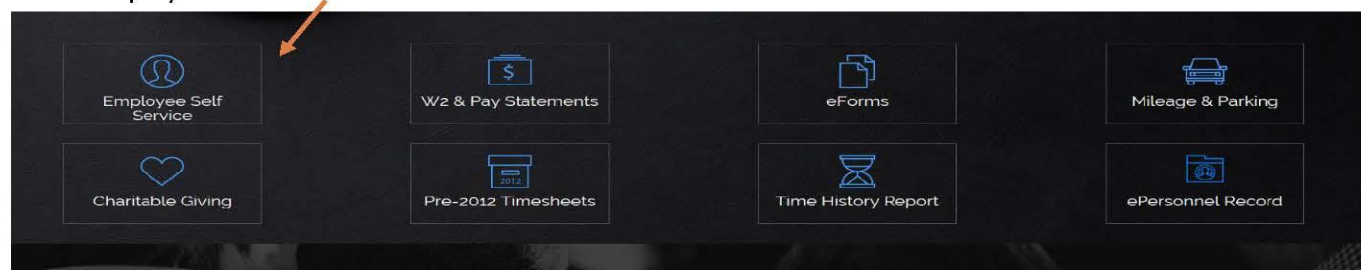 Employee Self
Service
W2 & Pay Statements
eForms
Mileage & Parking
Charitable Giving
2012
Pre-2012 Timesheets
Time History Report
ePersonnel Record